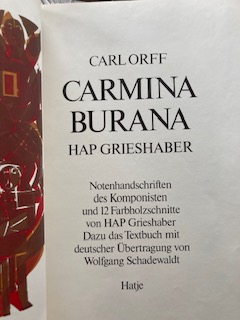 CARL ORFF
CARMINA
BURANA
HAP GRIESHABER
Notenhandschriften
des Komponisten
und 12 Farbholzschnitte
von HAP Grieshaber
Dazu das Textbuch mit
deutscher Übertragung von
Wolfgang Schadewaldt
Hatje